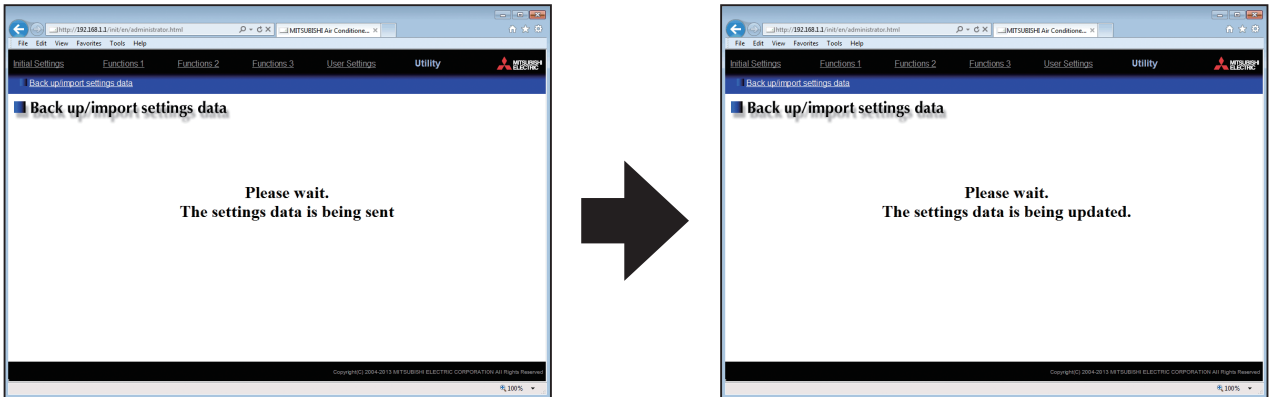 http://192.168.1.1/init/en/administrator.html
MITSUBISHI Air Conditione...
File Edit View Favorites Tools Help
Initial Settings Functions 1 Functions 2 Functions 3 User Settings Utility MITSUBISHI ELECTRIC
Back up/import settings data
Back up/import settings data
Please wait.
The settings data is being sent
Copyright(C) 2004-2013 MITSUBISHI ELECTRIC CORPORATION All Rights Reserved
100%
http://192.168.1.1/init/en/administrator.html
MITSUBISHI Air Conditione...
File Edit View Favorites Tools Help
Initial Settings Functions 1 Functions 2 Functions 3 User Settings Utility MITSUBISHI ELECTRIC
Back up/import settings data
Back up/import settings data
Please wait.
The settings data is being updated.
Copyright(C) 2004-2013 MITSUBISHI ELECTRIC CORPORATION All Rights Reserved
100%